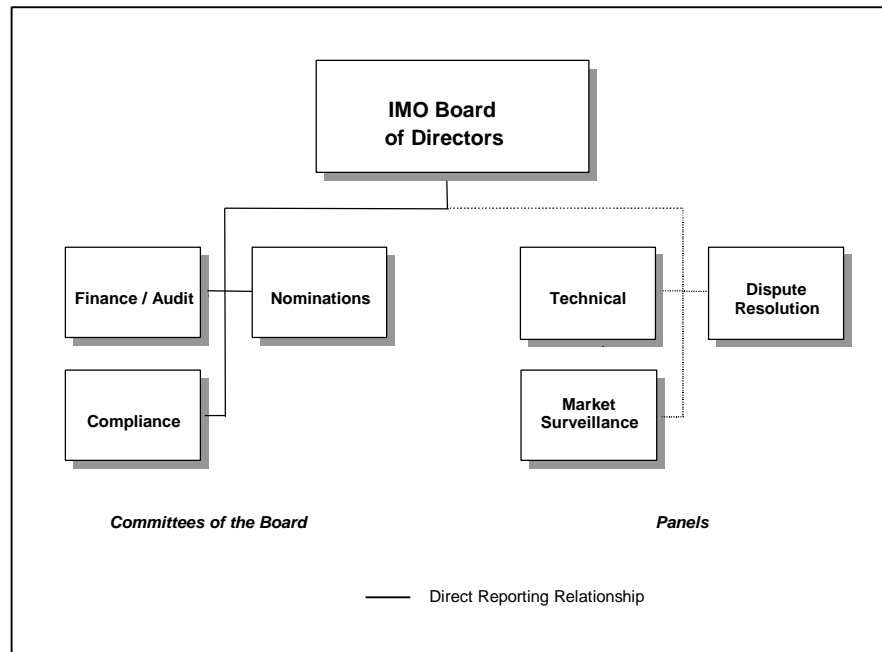 IMO Board
of Directors
Finance / Audit
Nominations
Technical
Dispute
Resolution
Compliance
Market
Surveillance
Committees of the Board
Panels
Direct Reporting Relationship